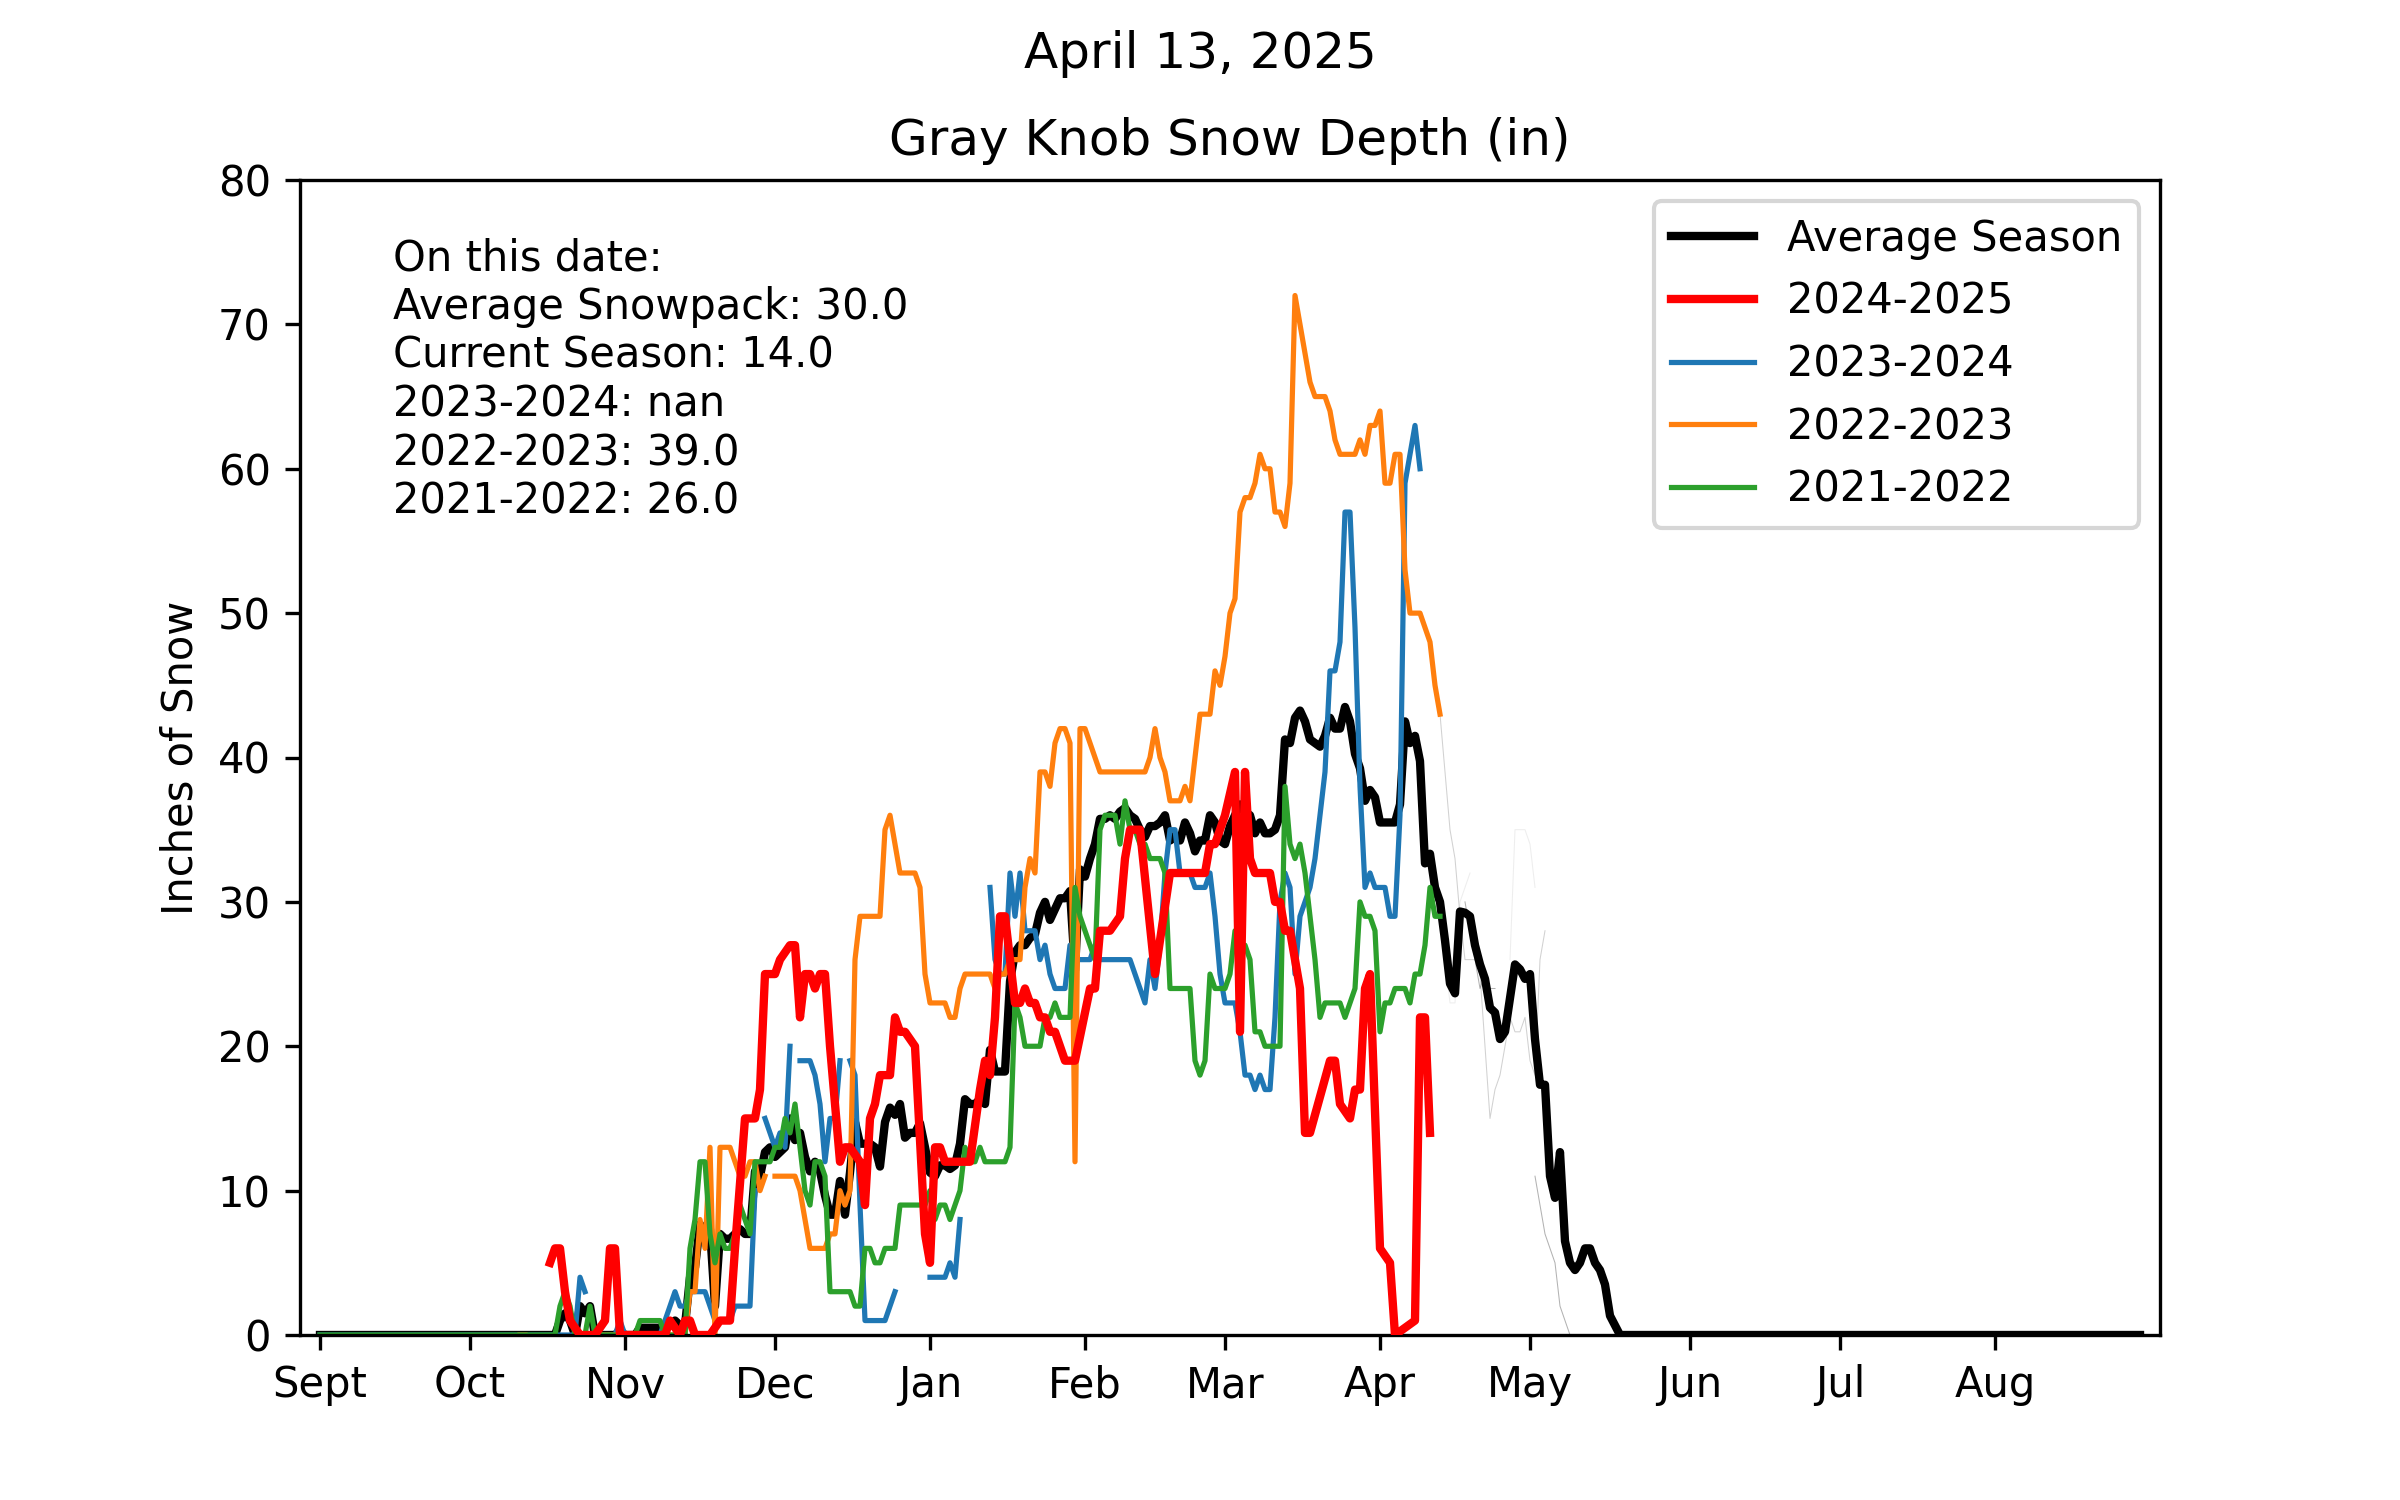 April 13, 2025
Gray Knob Snow Depth (in)
80
70
60
50
40
30
20
10
0
Inches of Snow
On this date:
Average Snowpack: 30.0
Current Season: 14.0
2023-2024: nan
2022-2023: 39.0
2021-2022: 26.0
Average Season
2024-2025
2023-2024
2022-2023
2021-2022
Sept Oct Nov Dec Jan Feb Mar Apr May Jun Jul Aug